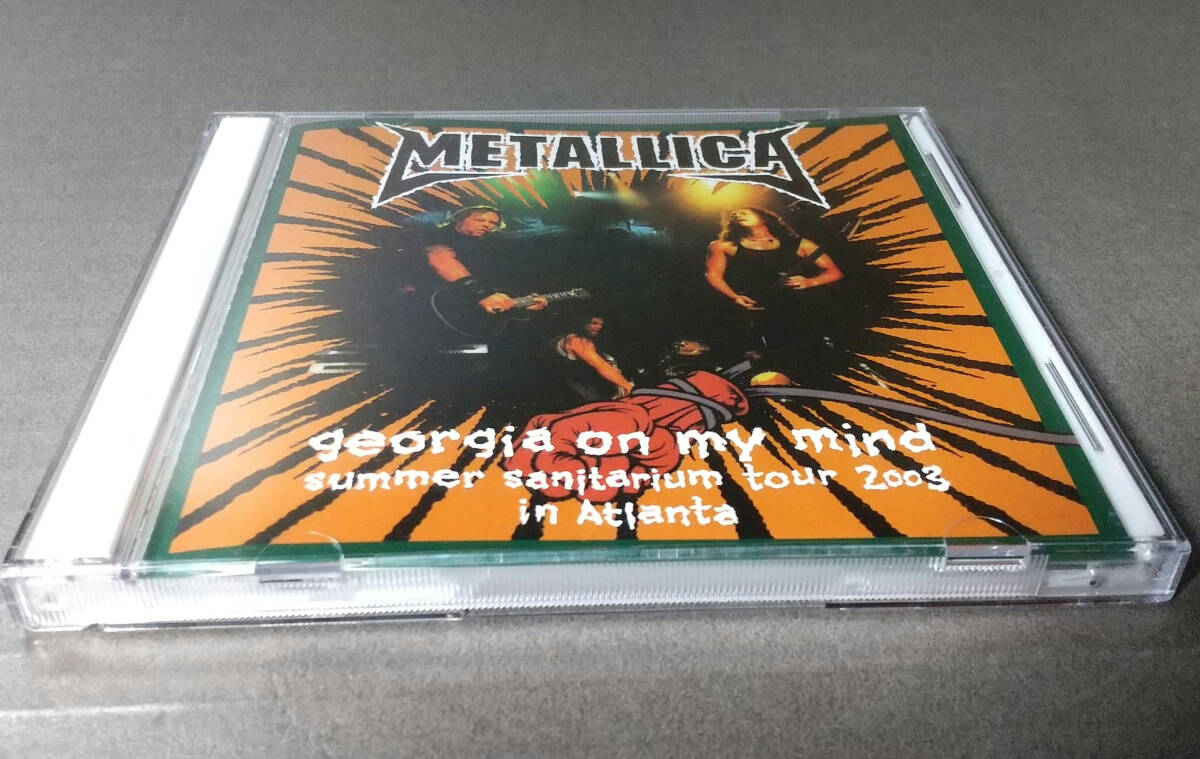 METALLICA
georgia on my mind
summer sanitarium tour 2003
in Atlanta